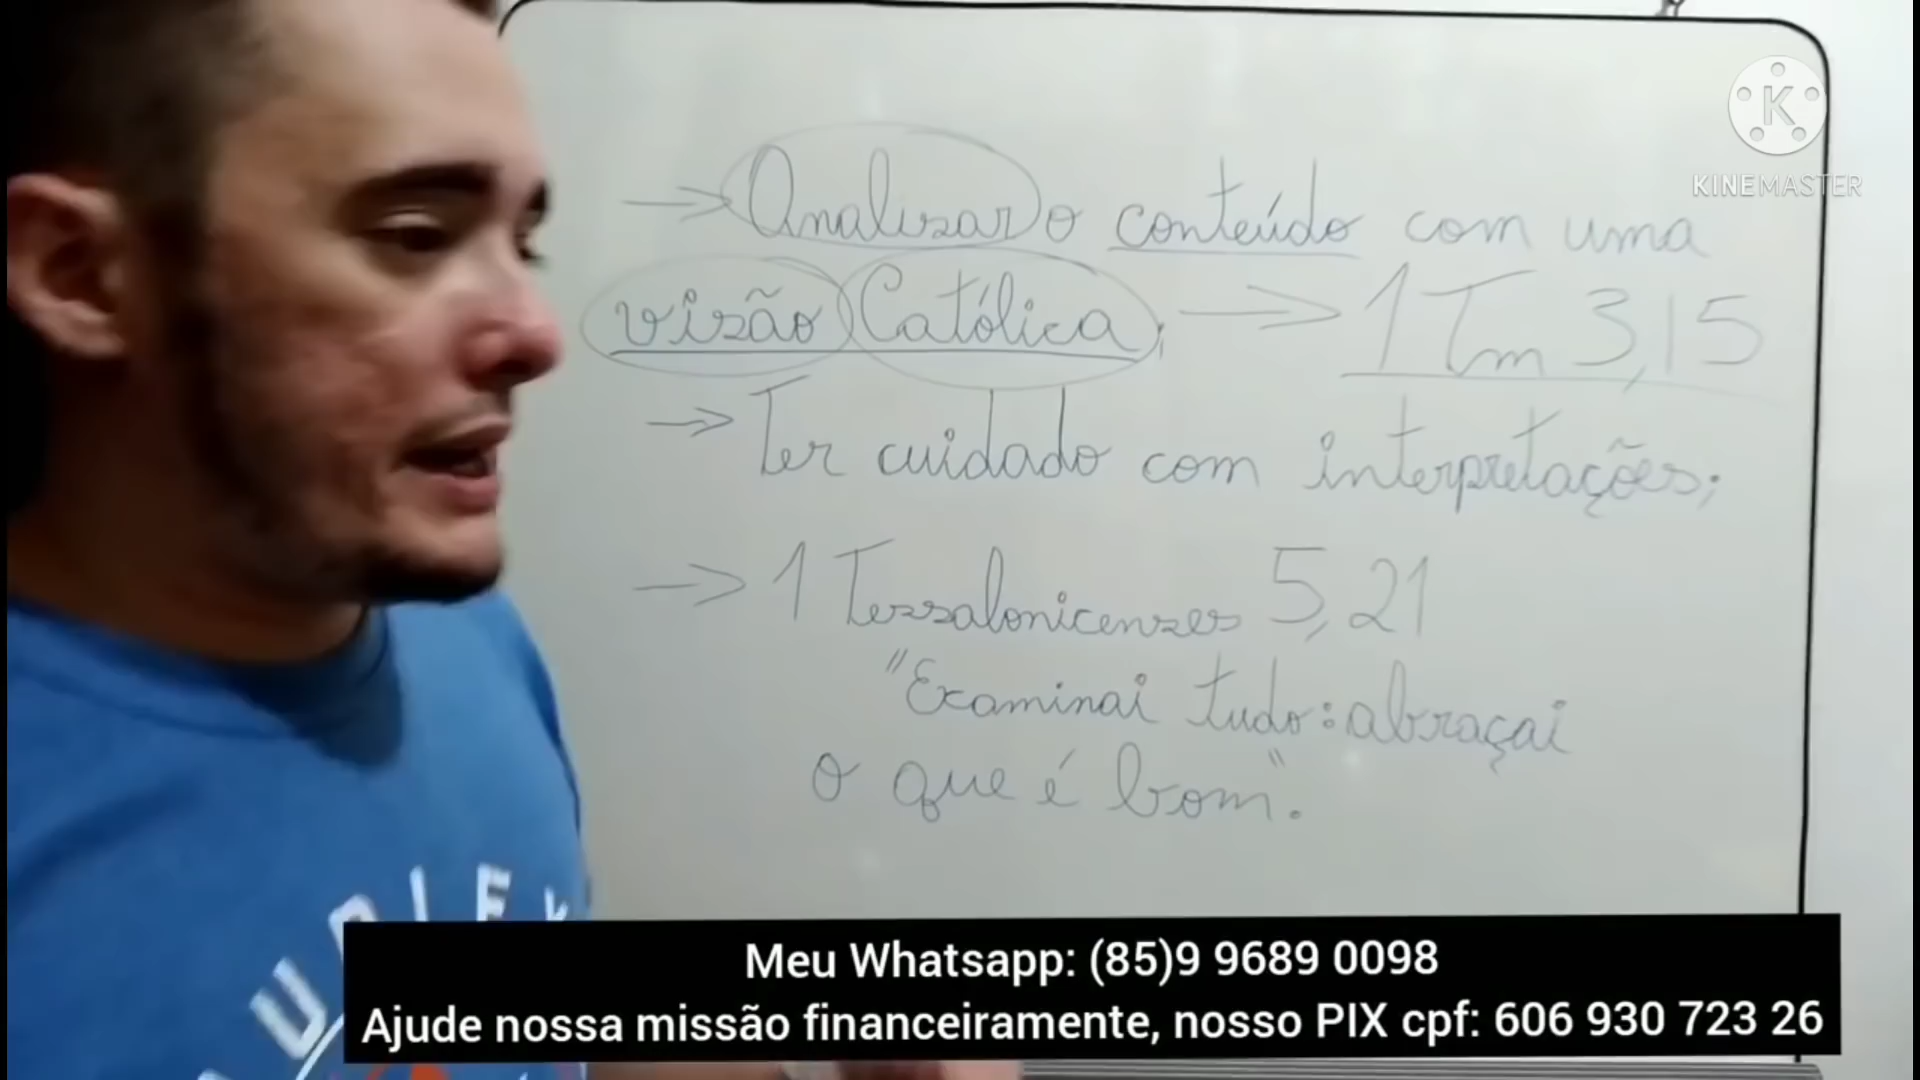 KINEMASTER
→ Analisar o conteúdo com uma
visão Católica; → 1 Tm 3,15
→ Ter cuidado com interpretações;
→ 1 Tessalonicenses 5,21
"Examinai tudo: abraçai
o que é bom".
Meu Whatsapp: (85)9 9689 0098
Ajude nossa missão financeiramente, nosso PIX cpf: 606 930 723 26